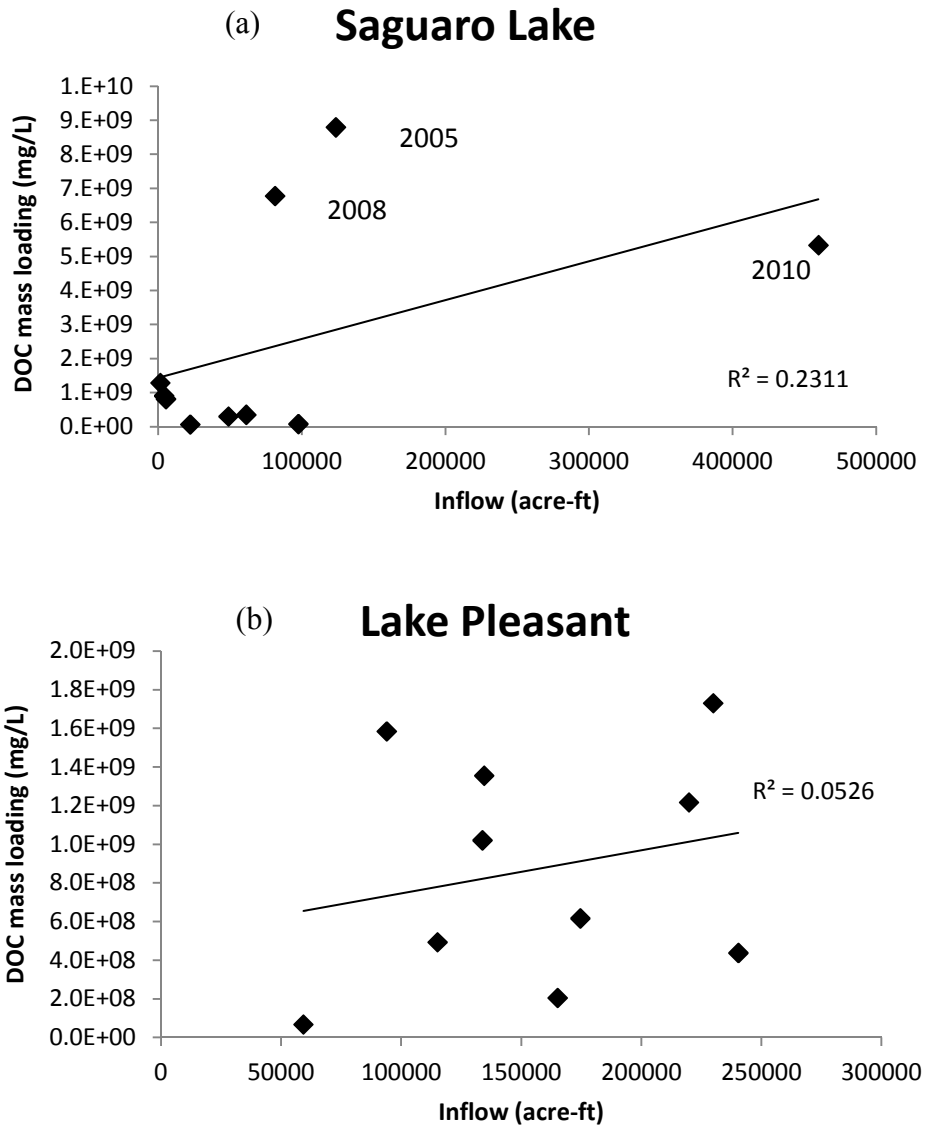 (a) Saguaro Lake
1.E+10
9.E+09
8.E+09
7.E+09
6.E+09
5.E+09
4.E+09
3.E+09
2.E+09
1.E+09
0.E+00
DOC mass loading (mg/L)
2005
2008
2010
R² = 0.2311
0 100000 200000 300000 400000 500000
Inflow (acre-ft)
(b) Lake Pleasant
2.0E+09
1.8E+09
1.6E+09
1.4E+09
1.2E+09
1.0E+09
8.0E+08
6.0E+08
4.0E+08
2.0E+08
0.0E+00
DOC mass loading (mg/L)
R² = 0.0526
0 50000 100000 150000 200000 250000 300000
Inflow (acre-ft)